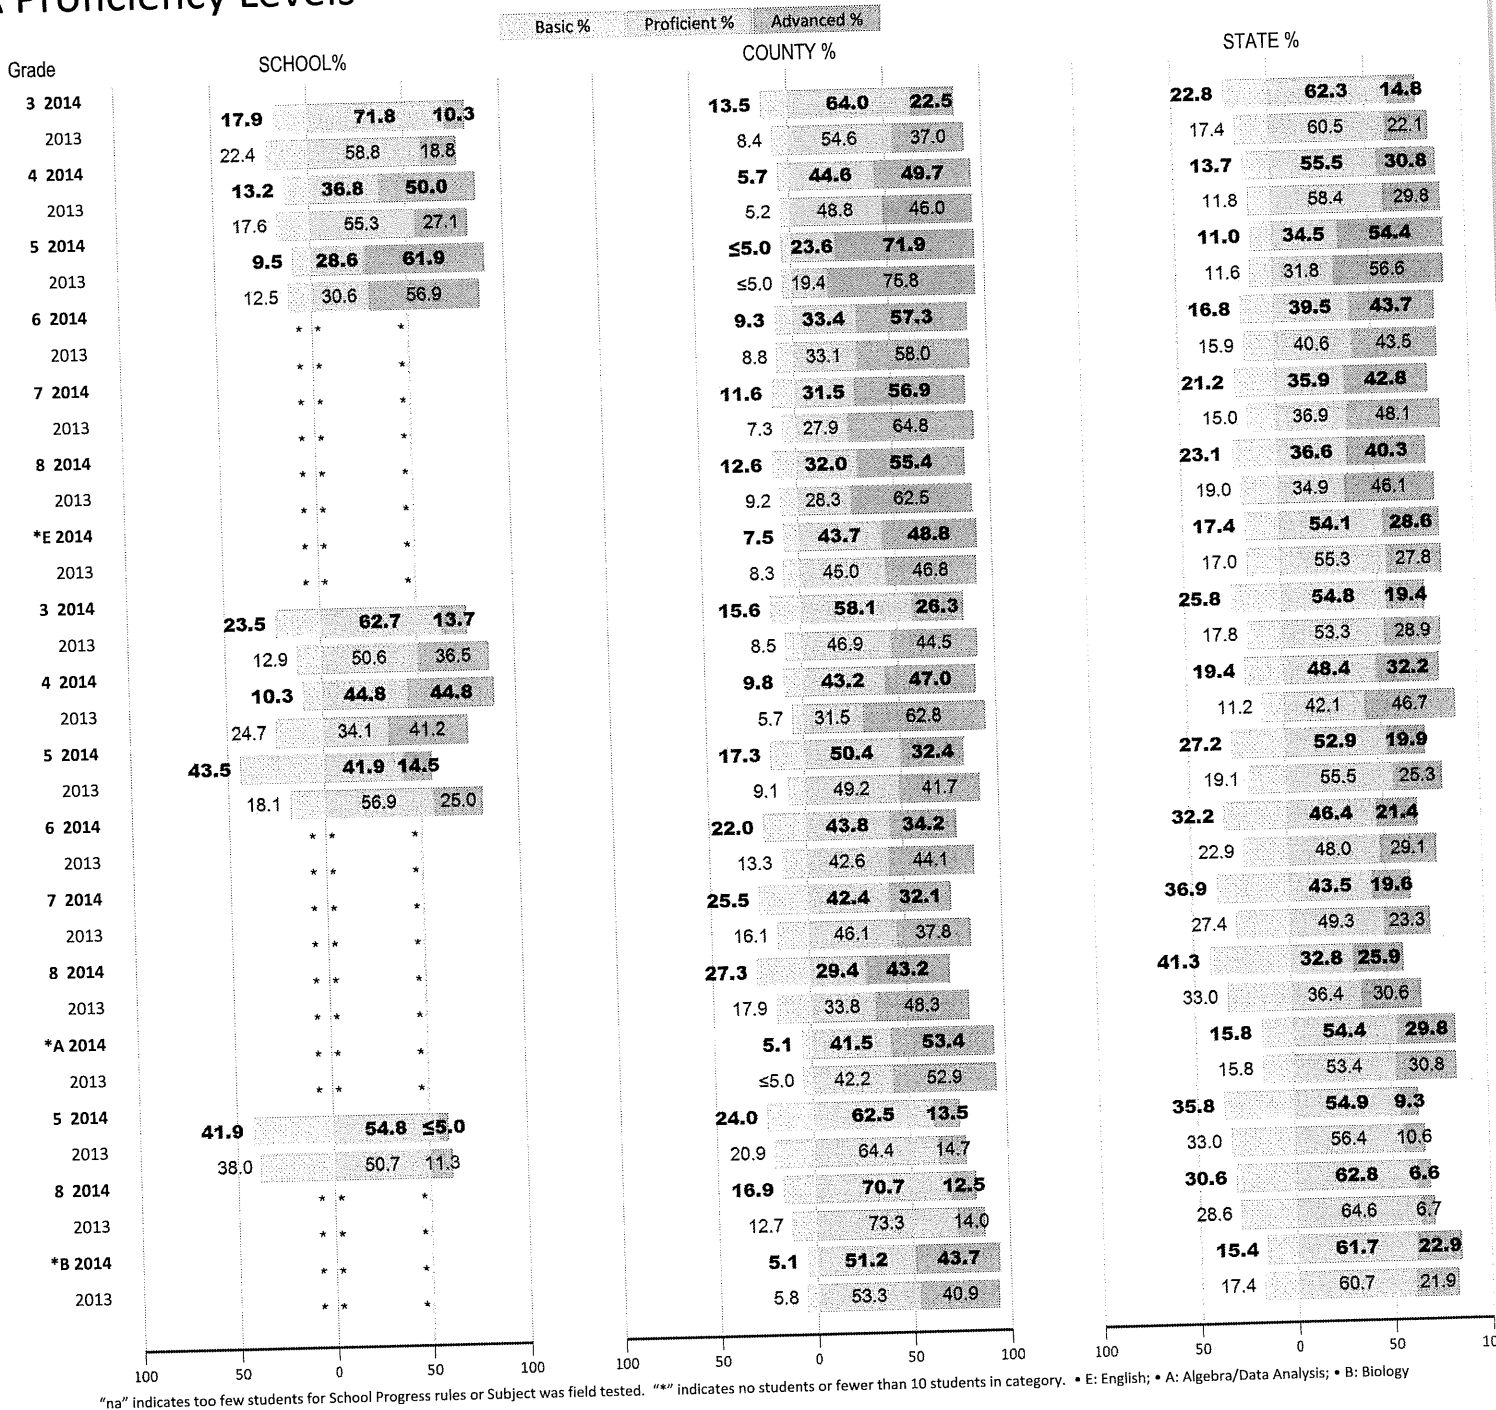 Proficiency Levels
Basic % Proficient % Advanced %
Grade SCHOOL% COUNTY % STATE %
3 2014 17.9 71.8 10.3 13.5 64.0 22.5 22.8 62.3 14.8
2013 22.4 58.8 18.8 8.4 54.6 37.0 17.4 60.5 22.1
4 2014 13.2 36.8 50.0 5.7 44.6 49.7 13.7 55.5 30.8
2013 17.6 55.3 27.1 5.2 48.8 46.0 11.8 58.4 29.8
5 2014 9.5 28.6 61.9 ≤5.0 23.6 71.9 11.0 34.5 54.4
2013 12.5 30.6 56.9 ≤5.0 19.4 75.8 11.6 31.8 56.6
6 2014 * * * 9.3 33.4 57.3 16.8 39.5 43.7
2013 * * * 8.8 33.1 58.0 15.9 40.6 43.5
7 2014 * * * 11.6 31.5 56.9 21.2 35.9 42.8
2013 * * * 7.3 27.9 64.8 15.0 36.9 48.1
8 2014 * * * 12.6 32.0 55.4 23.1 36.6 40.3
2013 * * * 9.2 28.3 62.5 19.0 34.9 46.1
*E 2014 * * * 7.5 43.7 48.8 17.4 54.1 28.6
2013 * * * 8.3 45.0 46.8 17.0 55.3 27.8
3 2014 23.5 62.7 13.7 15.6 58.1 26.3 25.8 54.8 19.4
2013 12.9 50.6 36.5 8.5 46.9 44.5 17.8 53.3 28.9
4 2014 10.3 44.8 44.8 9.8 43.2 47.0 19.4 48.4 32.2
2013 24.7 34.1 41.2 5.7 31.5 62.8 11.2 42.1 46.7
5 2014 43.5 41.9 14.5 17.3 50.4 32.4 27.2 52.9 19.9
2013 18.1 56.9 25.0 9.1 49.2 41.7 19.1 55.5 25.3
6 2014 * * * 22.0 43.8 34.2 32.2 46.4 21.4
2013 * * * 13.3 42.6 44.1 22.9 48.0 29.1
7 2014 * * * 25.5 42.4 32.1 36.9 43.5 19.6
2013 * * * 16.1 46.1 37.8 27.4 49.3 23.3
8 2014 * * * 27.3 29.4 43.2 41.3 32.8 25.9
2013 * * * 17.9 33.8 48.3 33.0 36.4 30.6
*A 2014 * * * 5.1 41.5 53.4 15.8 54.4 29.8
2013 * * * ≤5.0 42.2 52.9 15.8 53.4 30.8
5 2014 41.9 54.8 ≤5.0 24.0 62.5 13.5 35.8 54.9 9.3
2013 38.0 50.7 11.3 20.9 64.4 14.7 33.0 56.4 10.6
8 2014 * * * 16.9 70.7 12.5 30.6 62.8 6.6
2013 * * * 12.7 73.3 14.0 28.6 64.6 6.7
*B 2014 * * * 5.1 51.2 43.7 15.4 61.7 22.9
2013 * * * 5.8 53.3 40.9 17.4 60.7 21.9
100 50 0 50 100 100 50 0 50 100 100 50 0 50 10
"na" indicates too few students for School Progress rules or Subject was field tested. "*" indicates no students or fewer than 10 students in category. • E: English; • A: Algebra/Data Analysis; • B: Biology